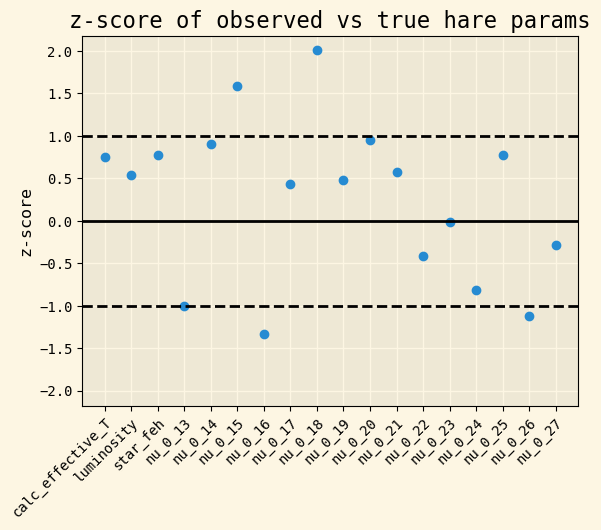 z-score of observed vs true hare params
z-score
2.0
1.5
1.0
0.5
0.0
−0.5
−1.0
−1.5
−2.0
calc_effective_T
luminosity
star_feh
nu_0_13
nu_0_14
nu_0_15
nu_0_16
nu_0_17
nu_0_18
nu_0_19
nu_0_20
nu_0_21
nu_0_22
nu_0_23
nu_0_24
nu_0_25
nu_0_26
nu_0_27